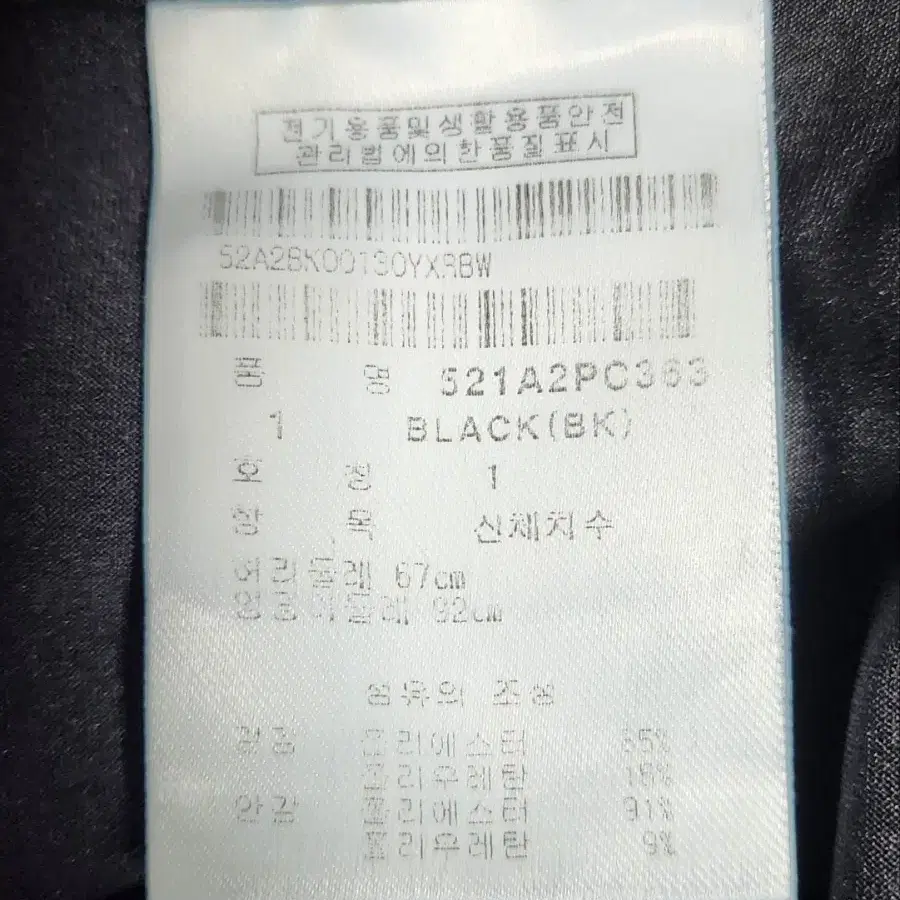 전기용품및생활용품안전
관리법에의한품질표시
52A2BK00130YXRBW
품 명 521A2PC363
1 BLACK(BK)
호 칭 1
항 목 신체치수
허리둘레 67cm
엉덩이둘레 92cm
섬유의 조성
겉감 폴리에스터
폴리우레탄
안감 폴리에스터 91%
폴리우레탄 9%